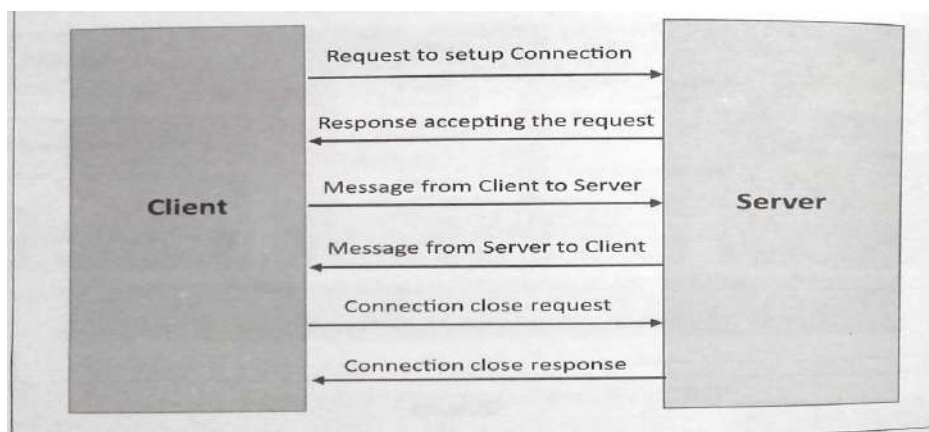 Request to setup Connection
Response accepting the request
Message from Client to Server
Client
Server
Message from Server to Client
Connection close request
Connection close response